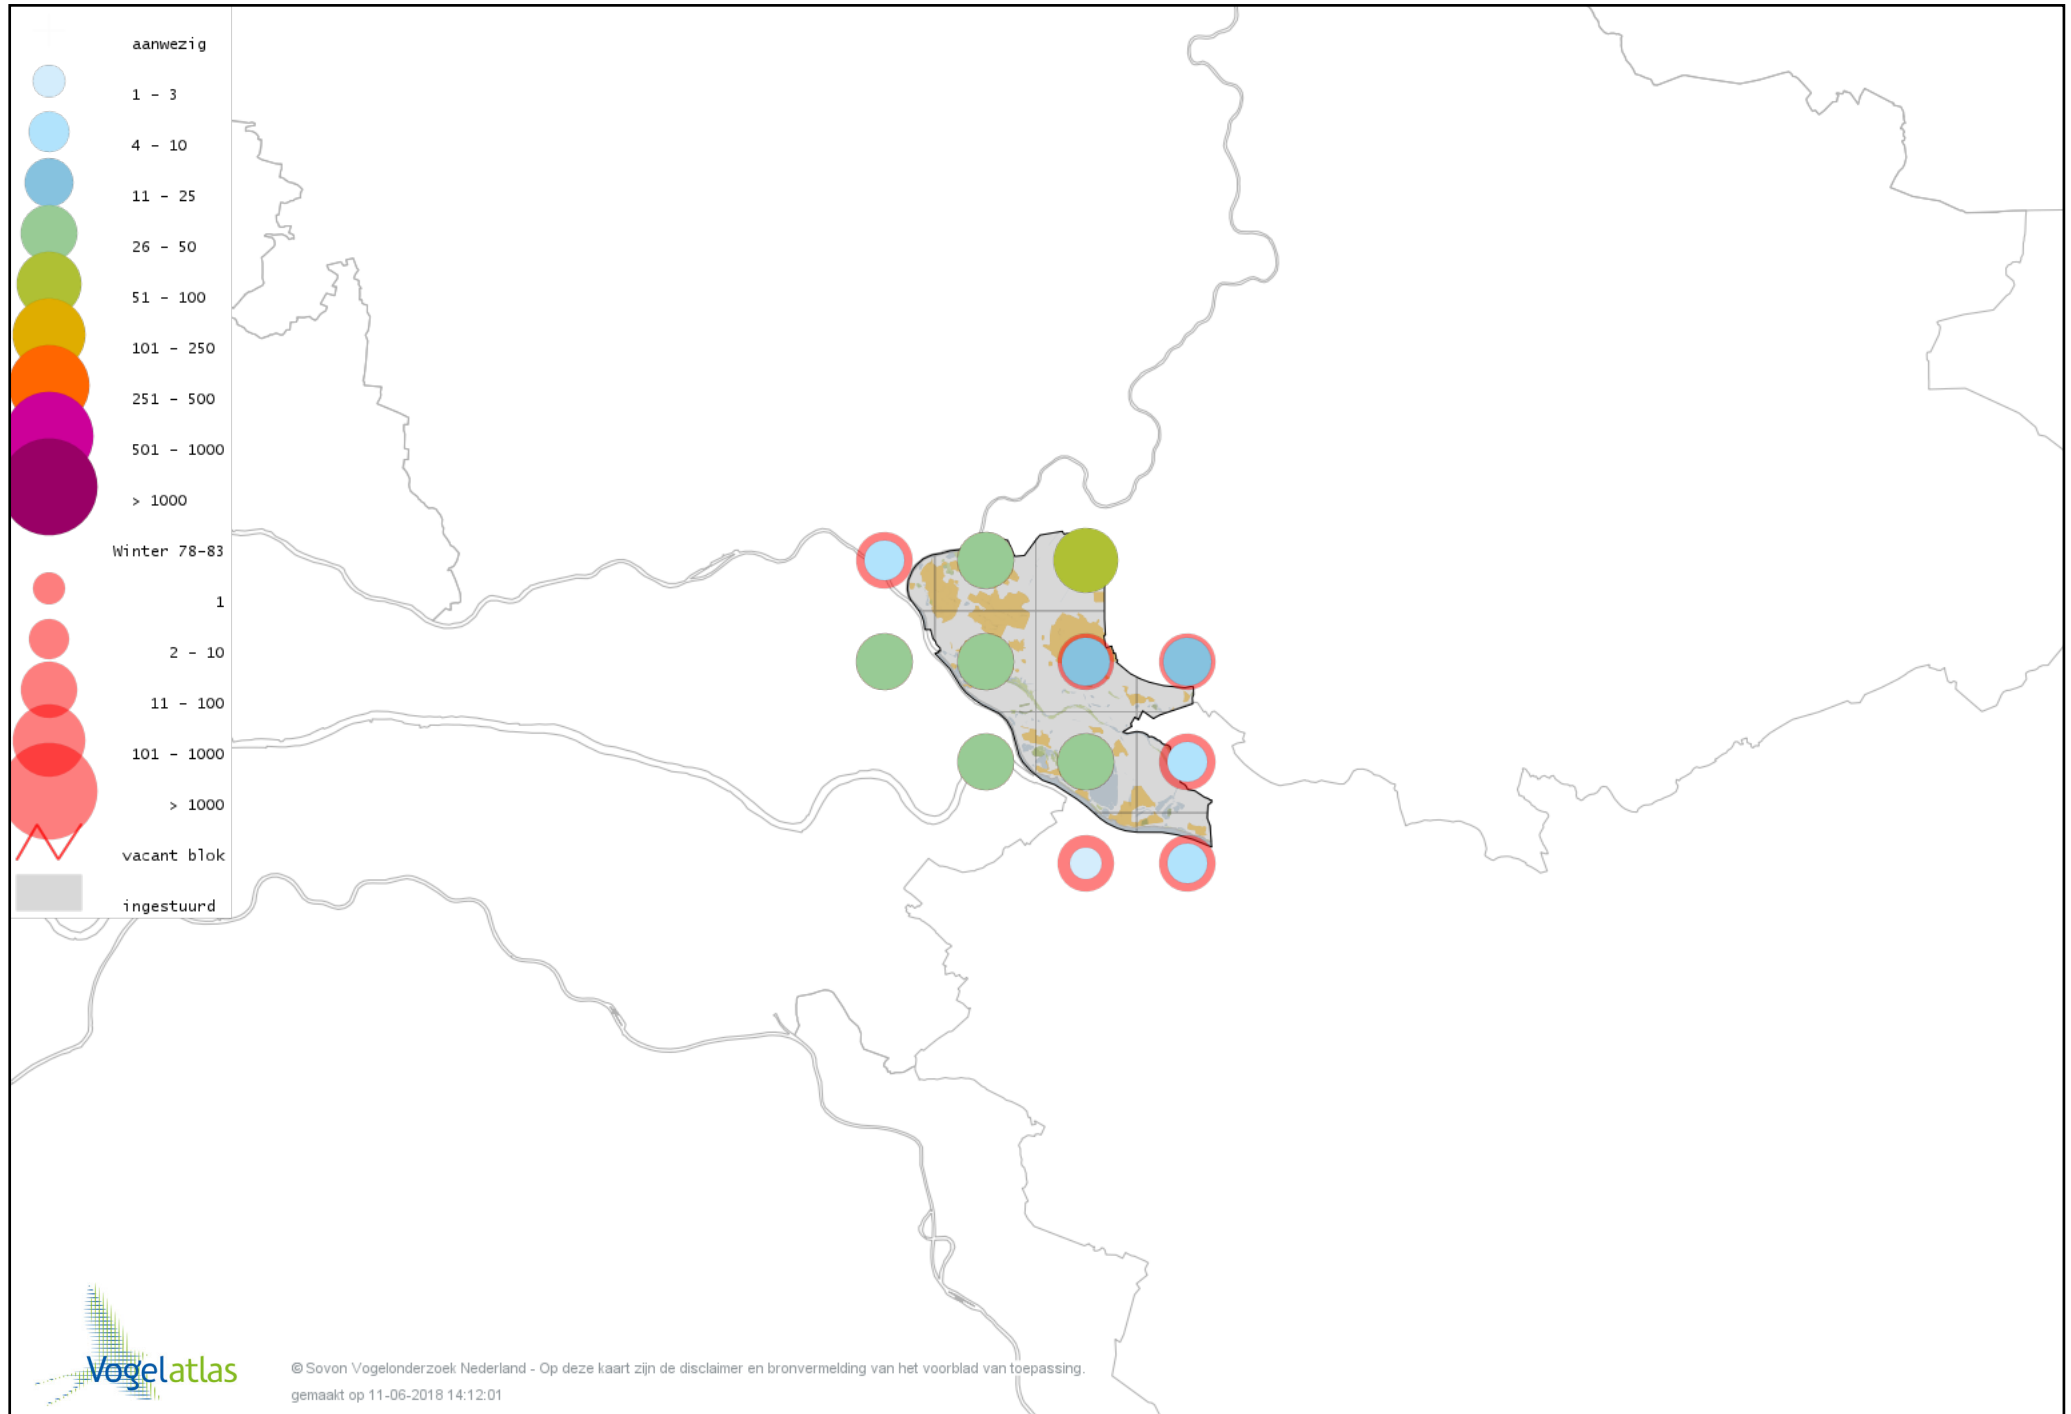 aanwezig
1 - 3
4 - 10
11 - 25
26 - 50
51 - 100
101 - 250
251 - 500
501 - 1000
> 1000
Winter 78-83
1
2 - 10
11 - 100
101 - 1000
> 1000
vacant blok
ingestuurd
Vogelatlas
© Sovon Vogelonderzoek Nederland - Op deze kaart zijn de disclaimer en bronvermelding van het voorblad van toepassing.
gemaakt op 11-06-2018 14:12:01